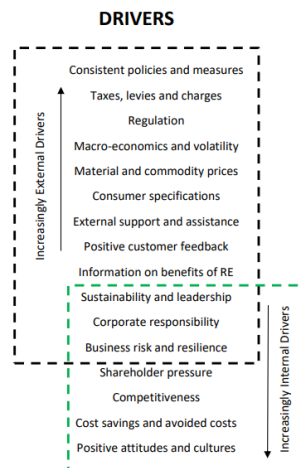 DRIVERS
Increasingly External Drivers
Consistent policies and measures
Taxes, levies and charges
Regulation
Macro-economics and volatility
Material and commodity prices
Consumer specifications
External support and assistance
Positive customer feedback
Information on benefits of RE
Sustainability and leadership
Corporate responsibility
Business risk and resilience
Shareholder pressure
Competitiveness
Cost savings and avoided costs
Positive attitudes and cultures
Increasingly Internal Drivers